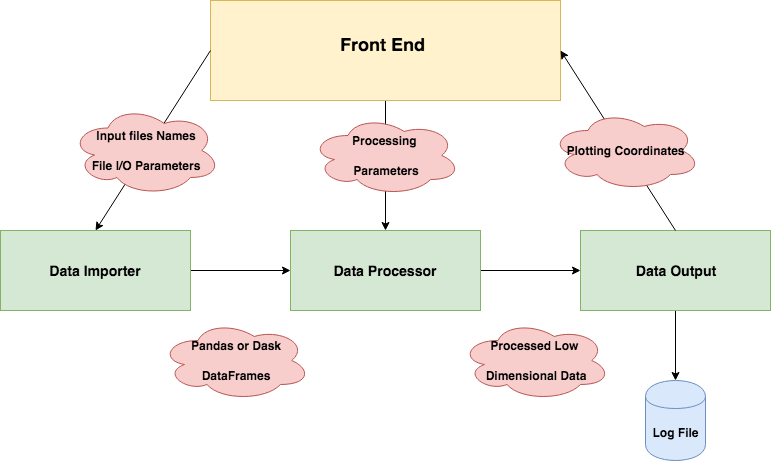 Front End
Input files Names
File I/O Parameters
Processing
Parameters
Plotting Coordinates
Data Importer
Data Processor
Data Output
Pandas or Dask
DataFrames
Processed Low
Dimensional Data
Log File